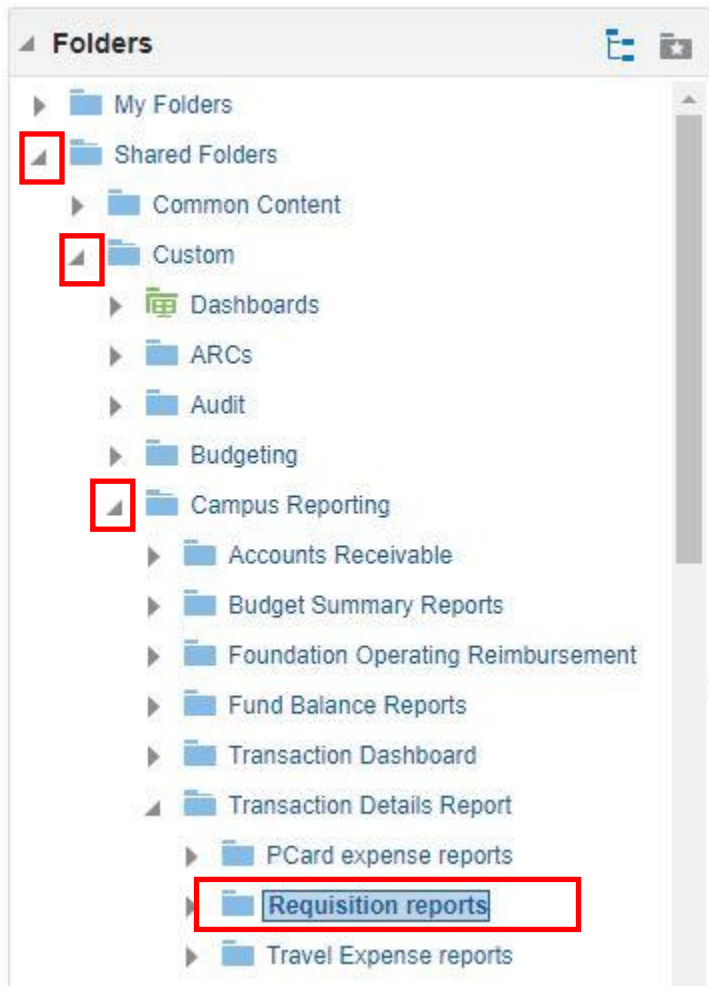 Folders
My Folders
Shared Folders
Common Content
Custom
Dashboards
ARCs
Audit
Budgeting
Campus Reporting
Accounts Receivable
Budget Summary Reports
Foundation Operating Reimbursement
Fund Balance Reports
Transaction Dashboard
Transaction Details Report
PCard expense reports
Requisition reports
Travel Expense reports